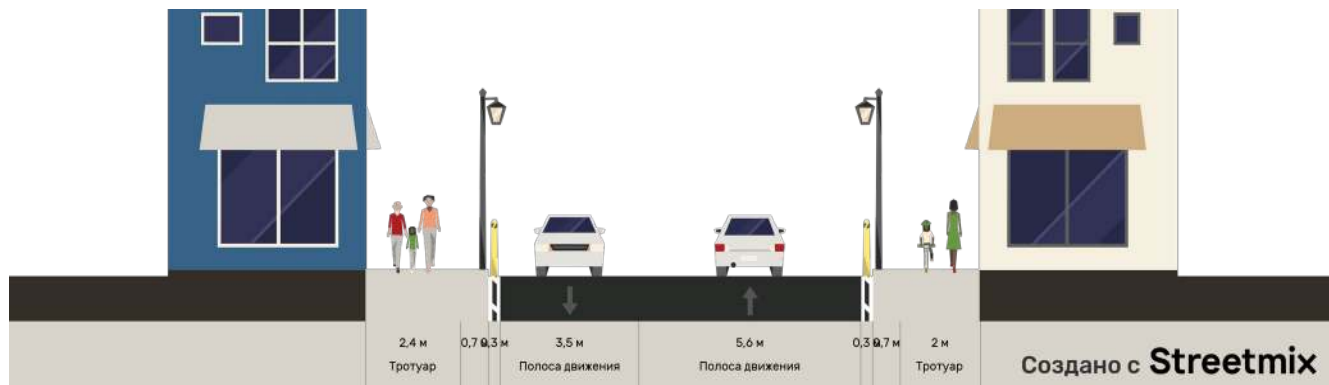 2,4 м
0,7 м
0,3 м
3,5 м
5,6 м
0,3 м
0,7 м
2 м
Тротуар
Полоса движения
Полоса движения
Тротуар
Создано с Streetmix